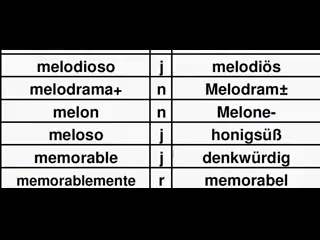 melodioso j melodiös
melodrama+ n Melodram±
melon n Melone-
meloso j honigsüß
memorable j denkwürdig
memorablemente r memorabel